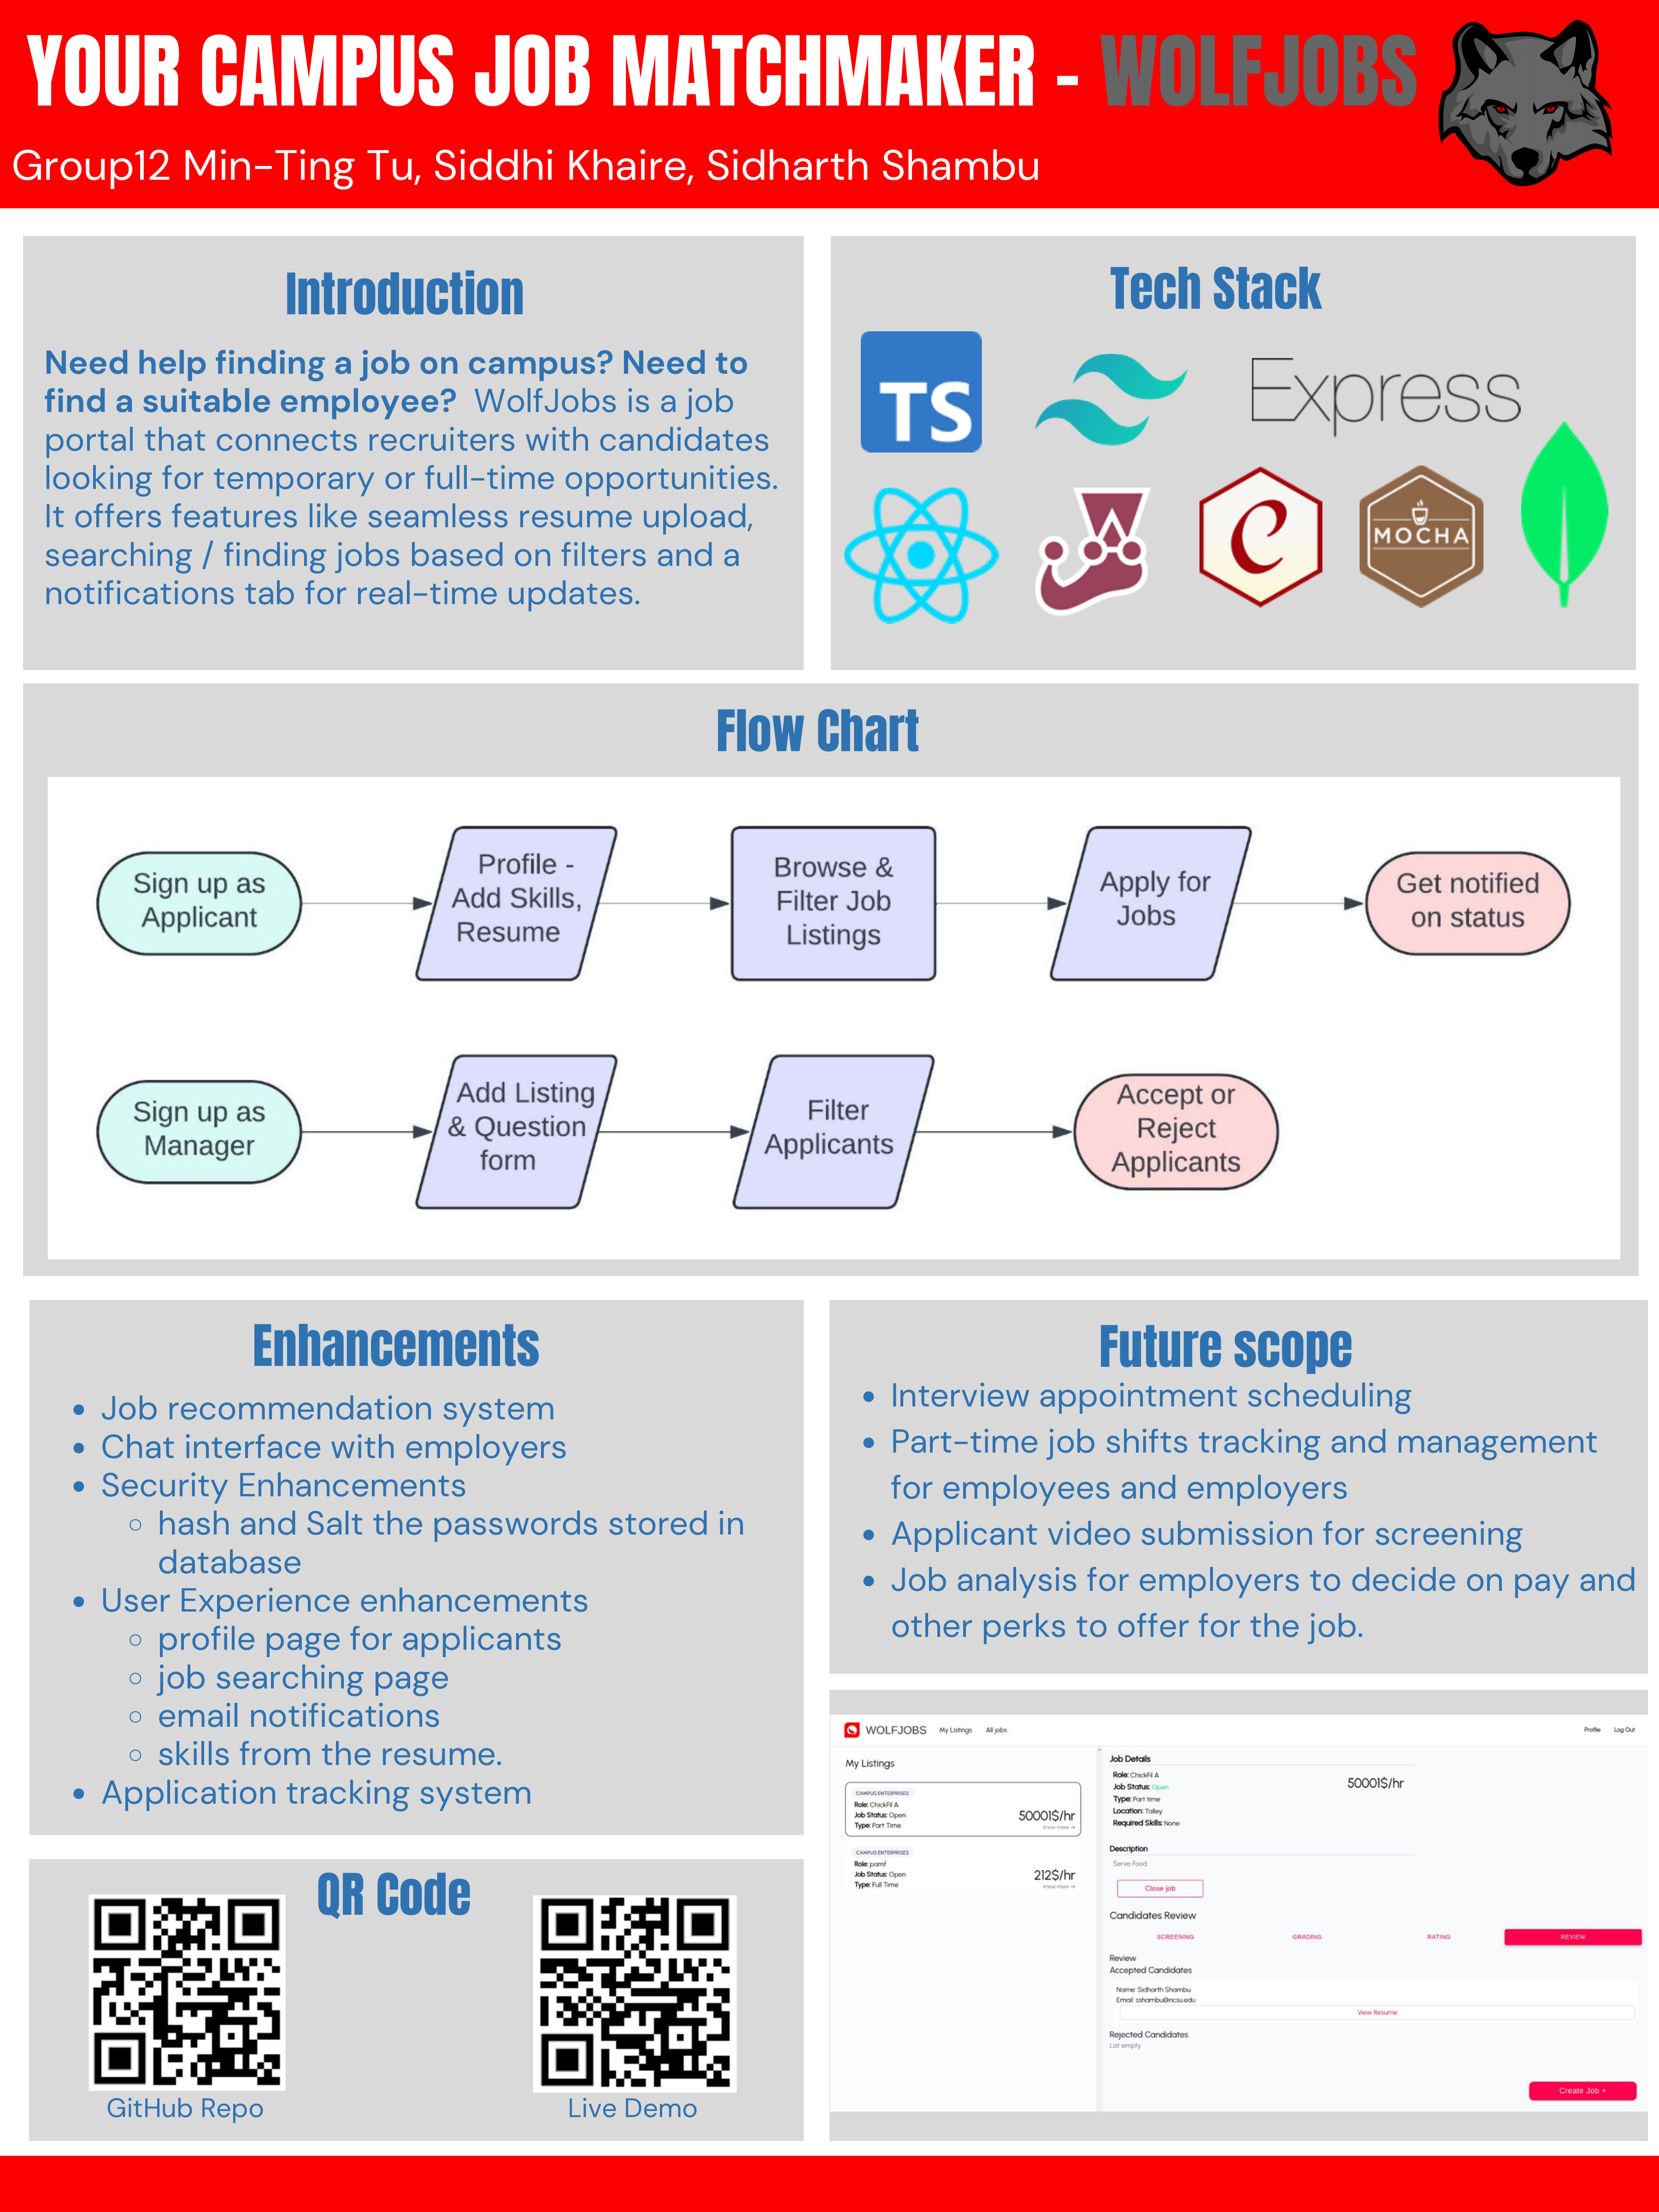 YOUR CAMPUS JOB MATCHMAKER - WOLFJOBS
Group12 Min-Ting Tu, Siddhi Khaire, Sidharth Shambu
Introduction
Need help finding a job on campus? Need to
find a suitable employee? WolfJobs is a job
portal that connects recruiters with candidates
looking for temporary or full-time opportunities.
It offers features like seamless resume upload,
searching / finding jobs based on filters and a
notifications tab for real-time updates.
Tech Stack
TS
Express
C
MOCHA
Flow Chart
Sign up as
Applicant
Profile -
Add Skills,
Resume
Browse &
Filter Job
Listings
Apply for
Jobs
Get notified
on status
Sign up as
Manager
Add Listing
& Question
form
Filter
Applicants
Accept or
Reject
Applicants
Enhancements
• Job recommendation system
• Chat interface with employers
• Security Enhancements
◦ hash and Salt the passwords stored in
database
• User Experience enhancements
◦ profile page for applicants
◦ job searching page
◦ email notifications
◦ skills from the resume.
• Application tracking system
Future scope
• Interview appointment scheduling
• Part-time job shifts tracking and management
for employees and employers
• Applicant video submission for screening
• Job analysis for employers to decide on pay and
other perks to offer for the job.
QR Code
GitHub Repo
Live Demo
WOLFJOBS My Listings All jobs Profile Log Out
My Listings
CAMPUS ENTERPRISES
Role: ChickFil A
Job Status: Open
Type: Part Time
50001$/hr
Know more →
CAMPUS ENTERPRISES
Role: pamf
Job Status: Open
Type: Full Time
212$/hr
Know more →
Job Details
Role: ChickFil A
Job Status: Open
Type: Part time
Location: Talley
Required Skills: None
50001$/hr
Description
Serve Food
Close job
Candidates Review
SCREENING GRADING RATING REVIEW
Review
Accepted Candidates
Name: Sidharth Shambu
Email: sshambu@ncsu.edu
View Resume
Rejected Candidates
List empty
Create Job +